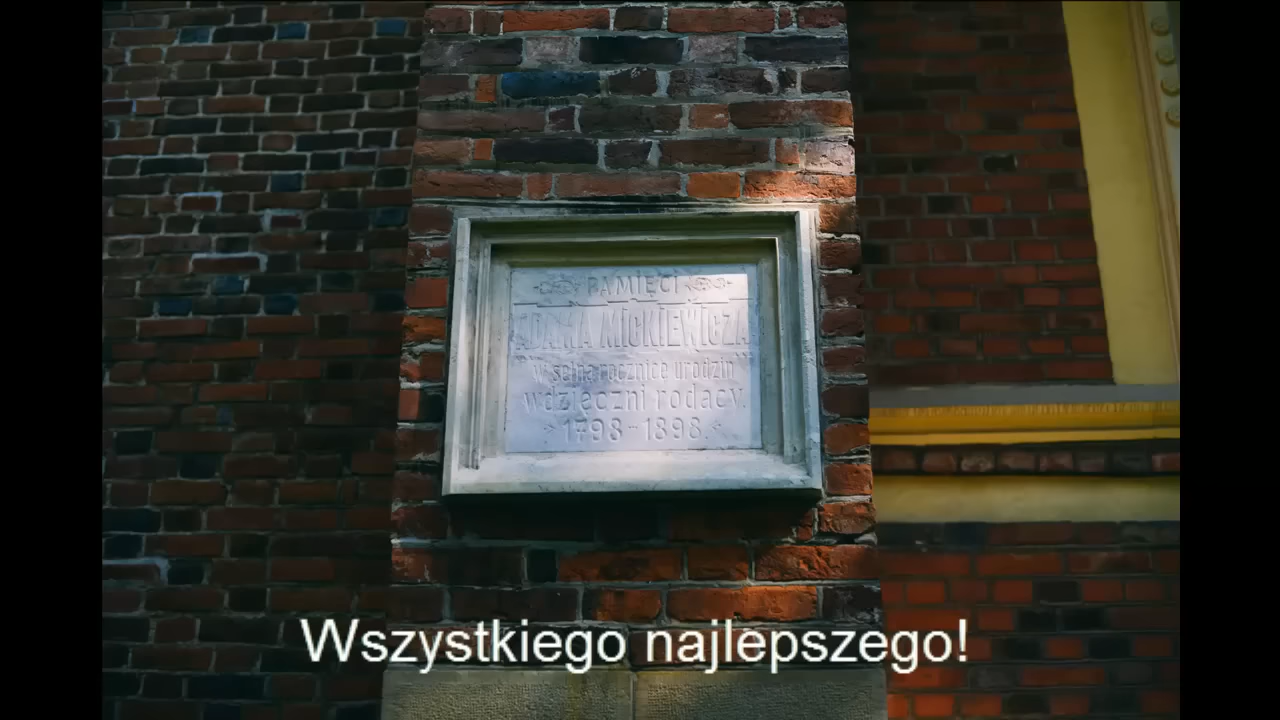 PAMIĘCI
ADAMA MICKIEWICZA
w setną rocznicę urodzin
wdzięczni rodacy.
1798-1898.
Wszystkiego najlepszego!